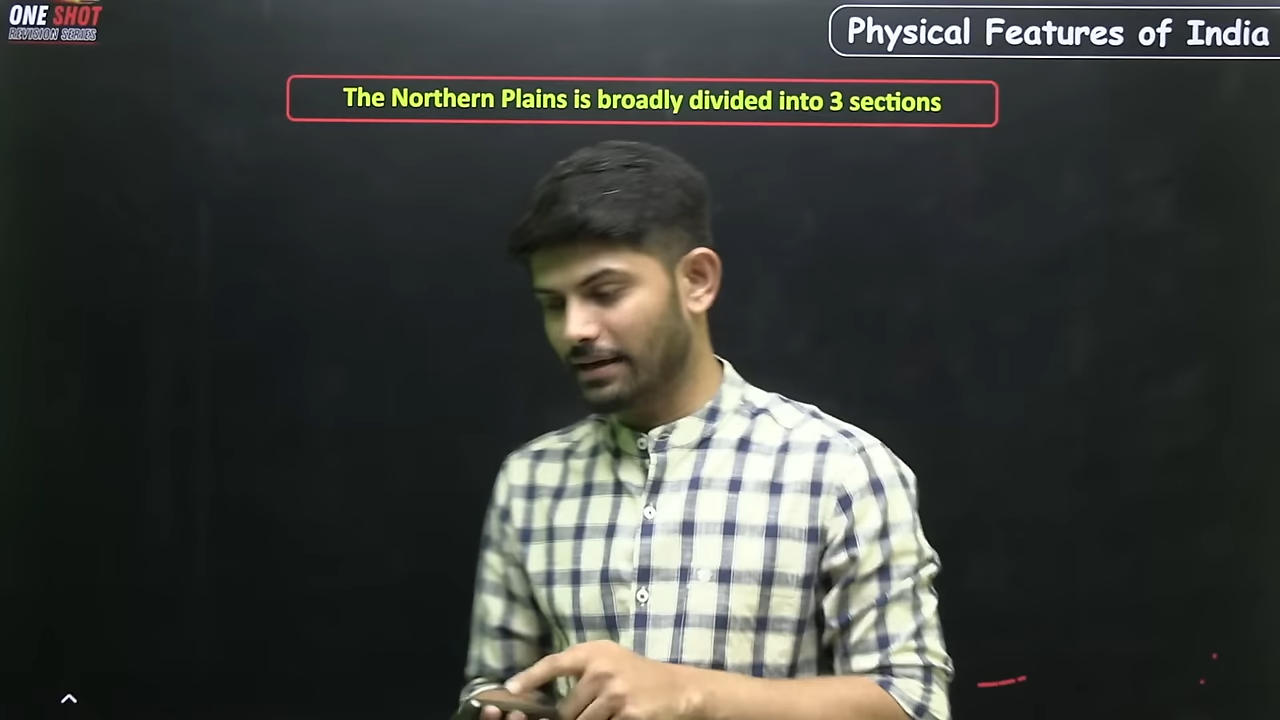 ONE SHOT
REVISION SERIES
Physical Features of India
The Northern Plains is broadly divided into 3 sections